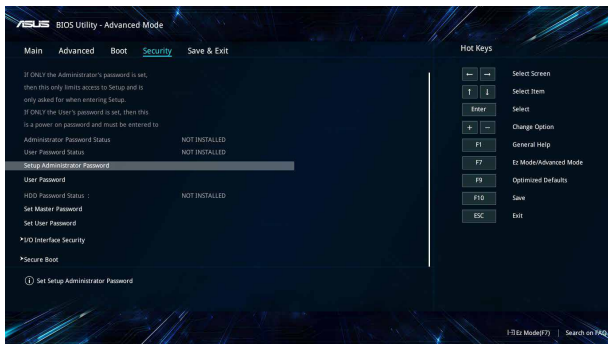 ASUS BIOS Utility - Advanced Mode
Main Advanced Boot Security Save & Exit
If ONLY the Administrator's password is set,
then this only limits access to Setup and is
only asked for when entering Setup.
If ONLY the User's password is set, then this
is a power on password and must be entered to
Administrator Password Status NOT INSTALLED
User Password Status NOT INSTALLED
Setup Administrator Password
User Password
HDD Password Status : NOT INSTALLED
Set Master Password
Set User Password
>I/O Interface Security
>Secure Boot
Set Setup Administrator Password
Hot Keys
← → Select Screen
↑ ↓ Select Item
Enter Select
+ − Change Option
F1 General Help
F7 Ez Mode/Advanced Mode
F9 Optimized Defaults
F10 Save
ESC Exit
Ez Mode(F7) | Search on FAQ